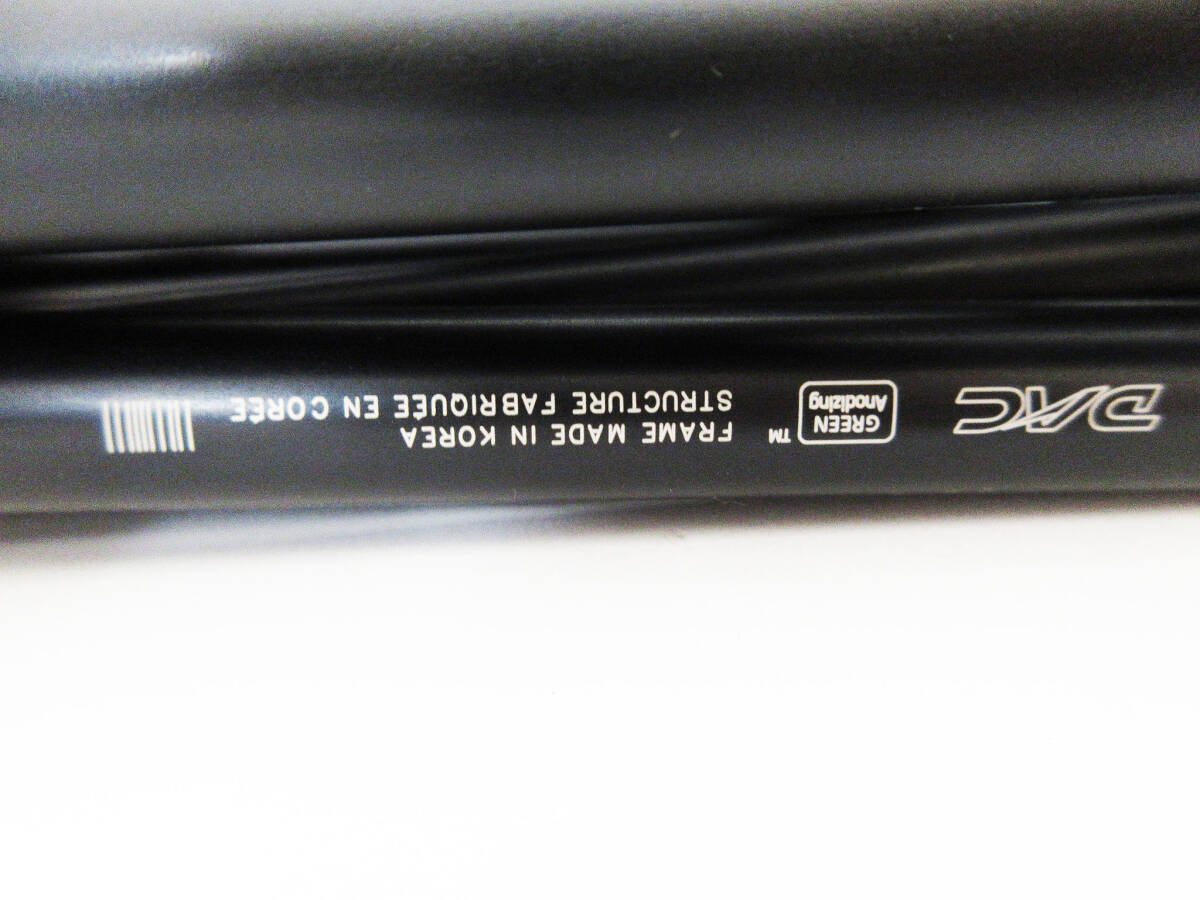 DAC
GREEN
Anodizing
™
FRAME MADE IN KOREA
STRUCTURE FABRIQUÉE EN CORÉE